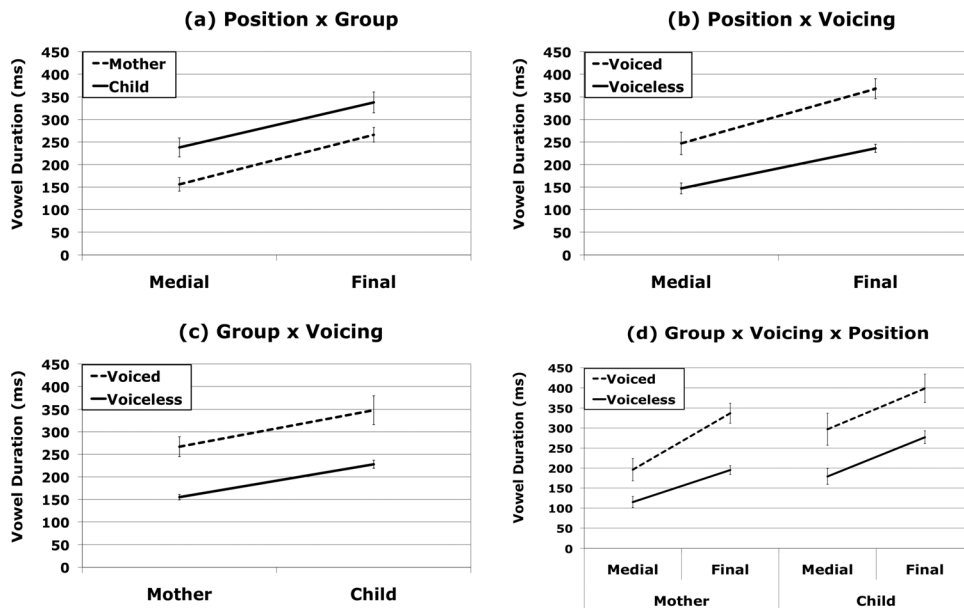 (a) Position x Group
Vowel Duration (ms)
450
400
350
300
250
200
150
100
50
0
Mother
Child
Medial Final
(b) Position x Voicing
Vowel Duration (ms)
450
400
350
300
250
200
150
100
50
0
Voiced
Voiceless
Medial Final
(c) Group x Voicing
Vowel Duration (ms)
450
400
350
300
250
200
150
100
50
0
Voiced
Voiceless
Mother Child
(d) Group x Voicing x Position
Vowel Duration (ms)
450
400
350
300
250
200
150
100
50
0
Voiced
Voiceless
Medial Final Medial Final
Mother Child